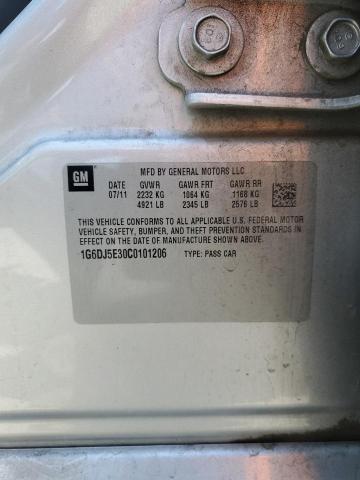 GM
MFD BY GENERAL MOTORS LLC
DATE GVWR GAWR FRT GAWR RR
07/11 2232 KG 1064 KG 1168 KG
4921 LB 2345 LB 2576 LB
THIS VEHICLE CONFORMS TO ALL APPLICABLE U.S. FEDERAL MOTOR
VEHICLE SAFETY, BUMPER, AND THEFT PREVENTION STANDARDS IN
EFFECT ON THE DATE OF MANUFACTURE SHOWN ABOVE.
1G6DJ5E30C0101206 TYPE: PASS CAR